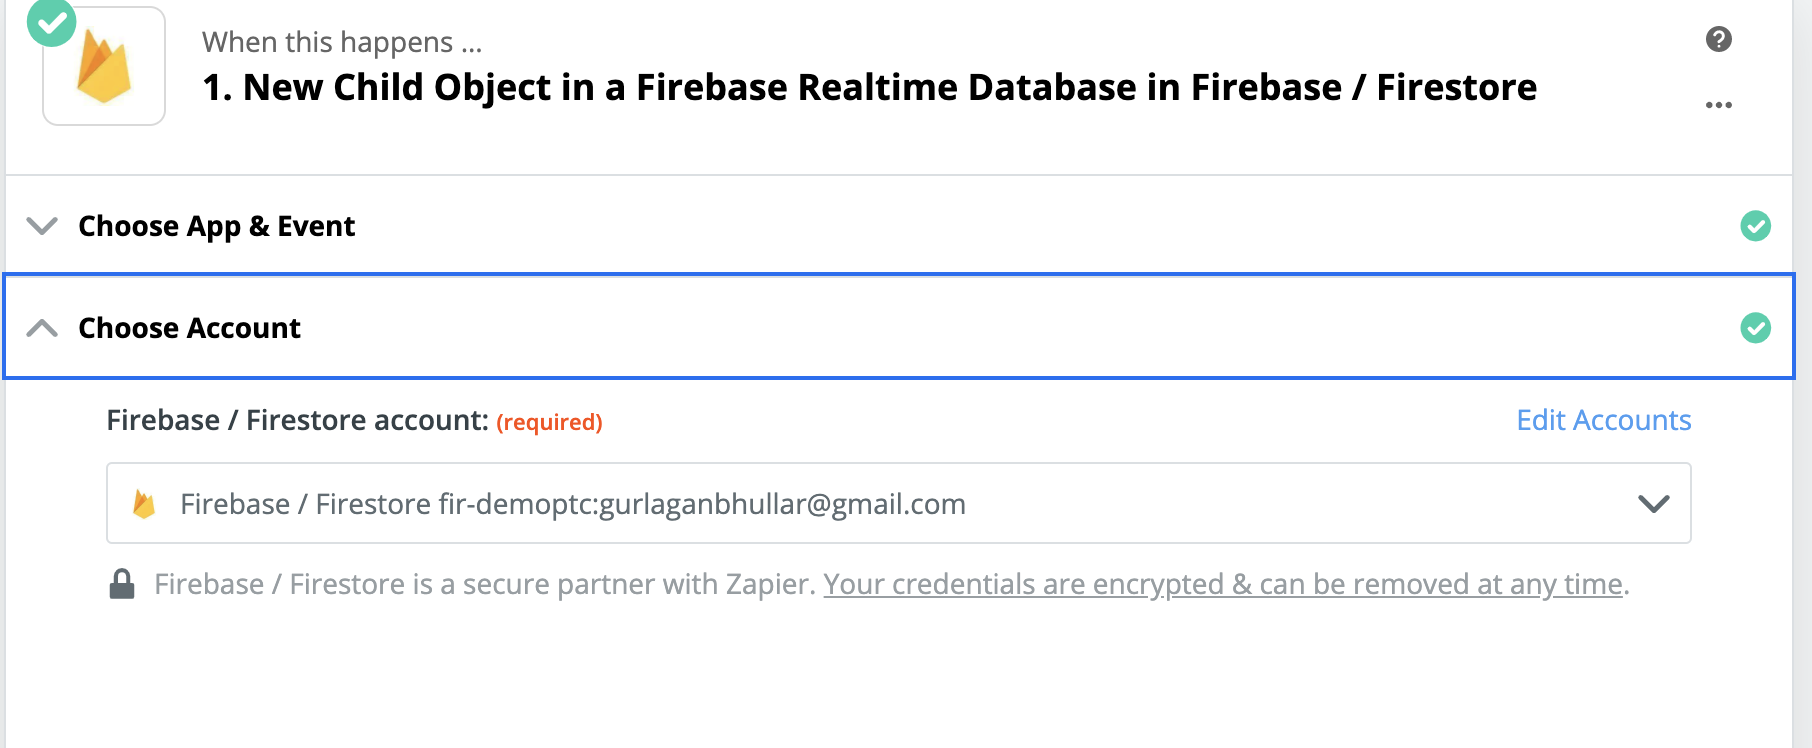 When this happens ...
1. New Child Object in a Firebase Realtime Database in Firebase / Firestore
Choose App & Event
Choose Account
Firebase / Firestore account: (required)
Edit Accounts
Firebase / Firestore fir-demoptc:gurlaganbhullar@gmail.com
Firebase / Firestore is a secure partner with Zapier. Your credentials are encrypted & can be removed at any time.